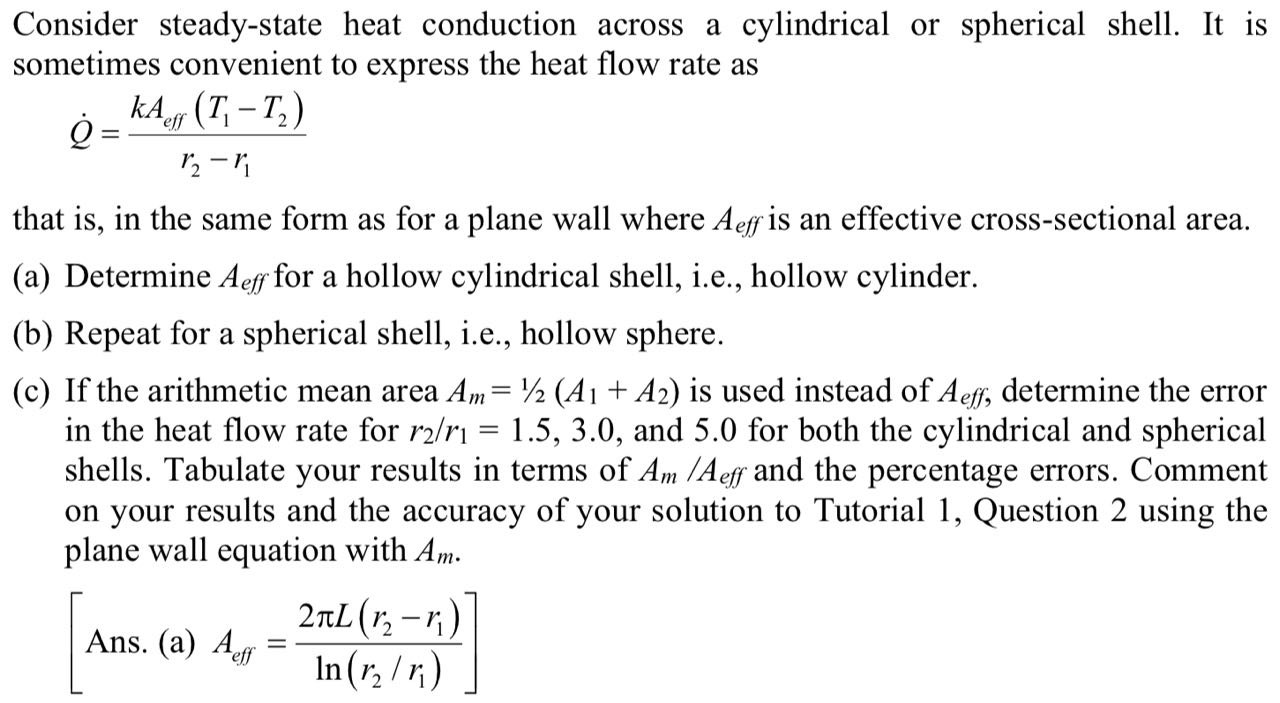 Consider steady-state heat conduction across a cylindrical or spherical shell. It is
sometimes convenient to express the heat flow rate as
Q̇ = kA_eff (T₁ − T₂) / (r₂ − r₁)
that is, in the same form as for a plane wall where A_eff is an effective cross-sectional area.
(a) Determine A_eff for a hollow cylindrical shell, i.e., hollow cylinder.
(b) Repeat for a spherical shell, i.e., hollow sphere.
(c) If the arithmetic mean area A_m = ½ (A₁ + A₂) is used instead of A_eff, determine the error
in the heat flow rate for r₂/r₁ = 1.5, 3.0, and 5.0 for both the cylindrical and spherical
shells. Tabulate your results in terms of A_m /A_eff and the percentage errors. Comment
on your results and the accuracy of your solution to Tutorial 1, Question 2 using the
plane wall equation with A_m.
[Ans. (a) A_eff = 2πL(r₂ − r₁) / ln(r₂ / r₁)]